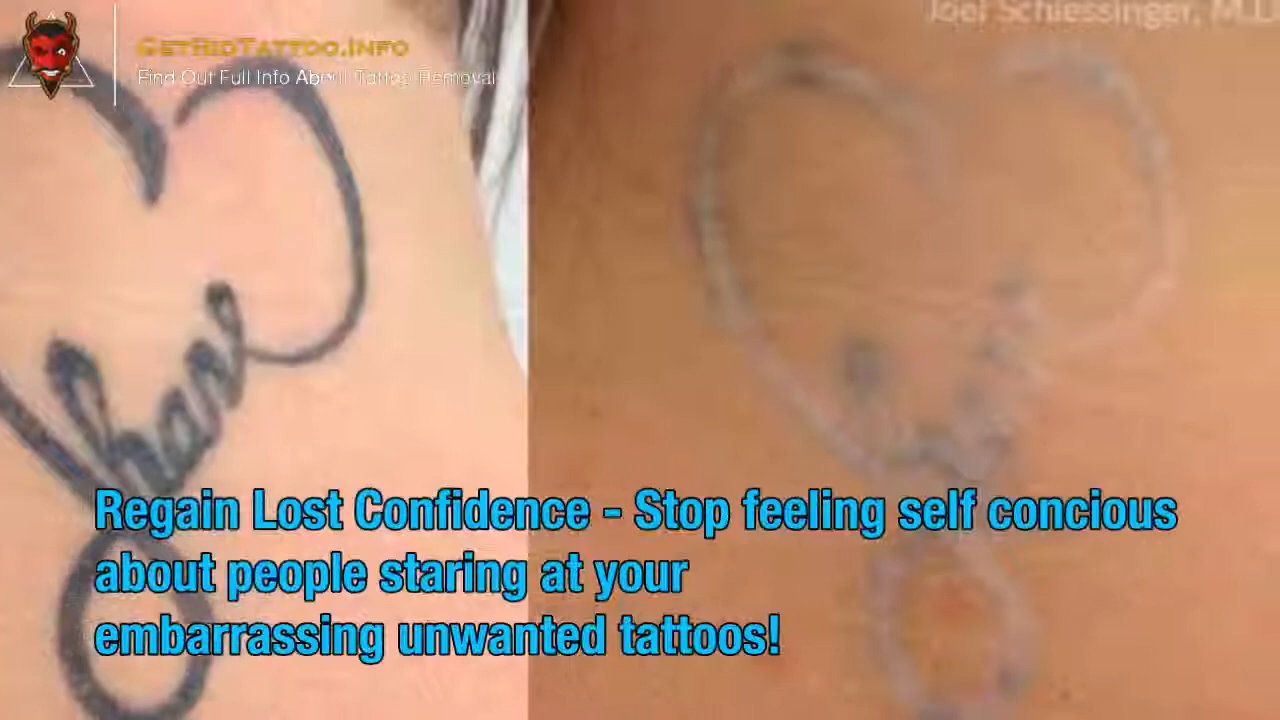 Joel Schlessinger, M.D
GetRidTattoo.info
Find Out Full Info About Tattoo Removal
Regain Lost Confidence - Stop feeling self concious
about people staring at your
embarrassing unwanted tattoos!